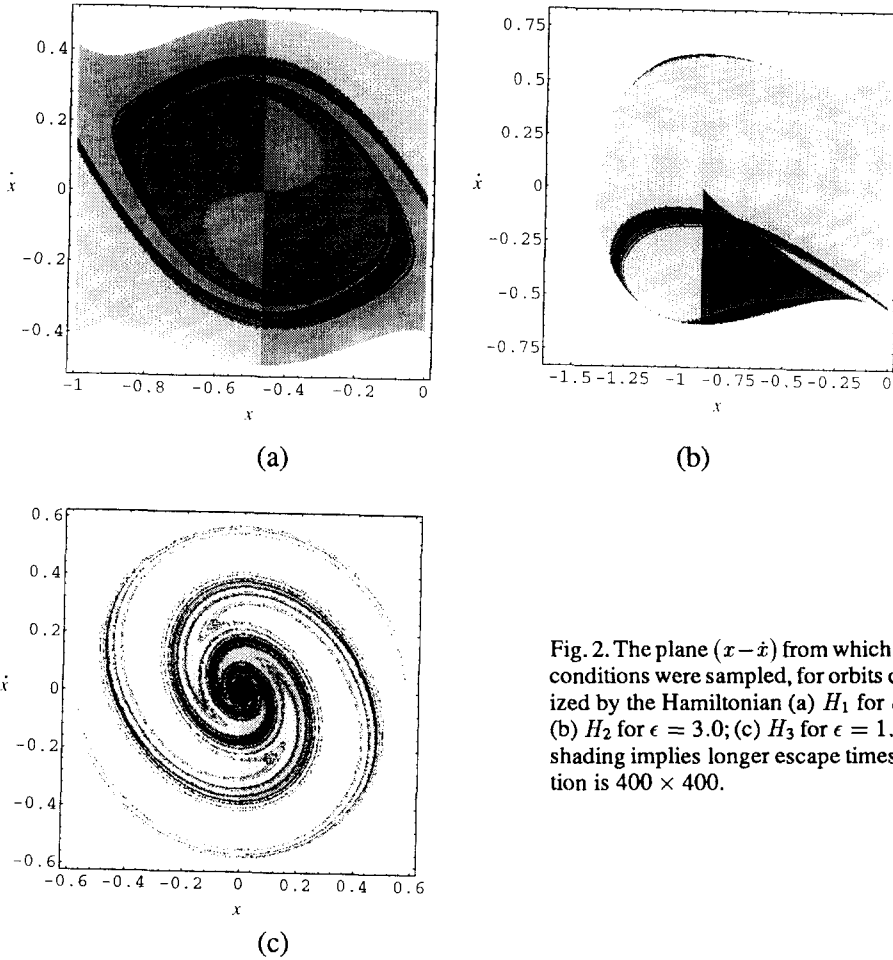 0.4
0.2
ẋ
0
-0.2
-0.4
-1
-0.8
-0.6
-0.4
-0.2
0
x
(a)
0.75
0.5
0.25
ẋ
0
-0.25
-0.5
-0.75
-1.5
-1.25
-1
-0.75
-0.5
-0.25
0
x
(b)
0.6
0.4
0.2
ẋ
0
-0.2
-0.4
-0.6
-0.6
-0.4
-0.2
0
0.2
0.4
0.6
x
(c)
Fig. 2. The plane (x−ẋ) from which
conditions were sampled, for orbits
ized by the Hamiltonian (a) H₁ for
(b) H₂ for ϵ = 3.0; (c) H₃ for ϵ = 1.
shading implies longer escape times
tion is 400 × 400.